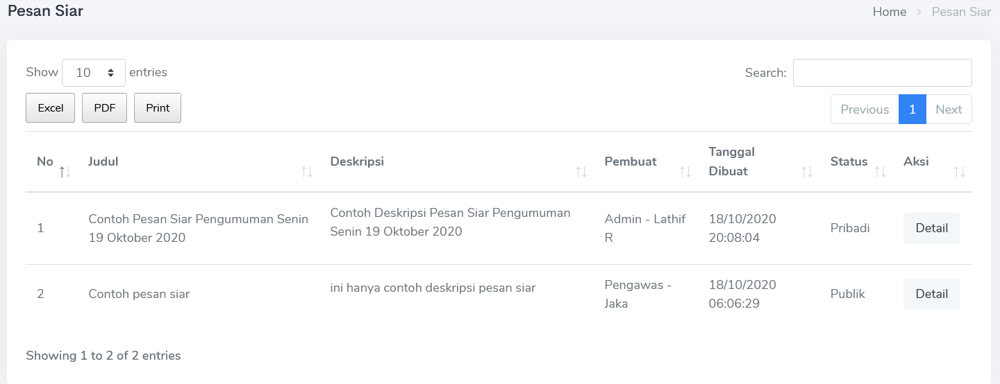 Pesan Siar
Home > Pesan Siar
Show 10 entries
Search:
Excel PDF Print
Previous 1 Next
No Judul Deskripsi Pembuat Tanggal Dibuat Status Aksi
1
Contoh Pesan Siar Pengumuman Senin
19 Oktober 2020
Contoh Deskripsi Pesan Siar Pengumuman
Senin 19 Oktober 2020
Admin - Lathif
R
18/10/2020
20:08:04
Pribadi
Detail
2
Contoh pesan siar
ini hanya contoh deskripsi pesan siar
Pengawas -
Jaka
18/10/2020
06:06:29
Publik
Detail
Showing 1 to 2 of 2 entries